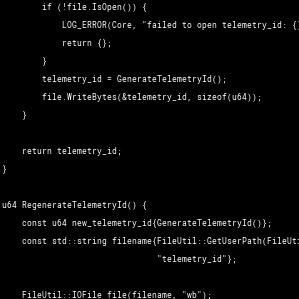 if (!file.IsOpen()) {
LOG_ERROR(Core, "failed to open telemetry_id: {}
return {};
}
telemetry_id = GenerateTelemetryId();
file.WriteBytes(&telemetry_id, sizeof(u64));
}
return telemetry_id;
}
u64 RegenerateTelemetryId() {
const u64 new_telemetry_id{GenerateTelemetryId()};
const std::string filename{FileUtil::GetUserPath(FileUti
"telemetry_id"};
FileUtil::IOFile file(filename, "wb");